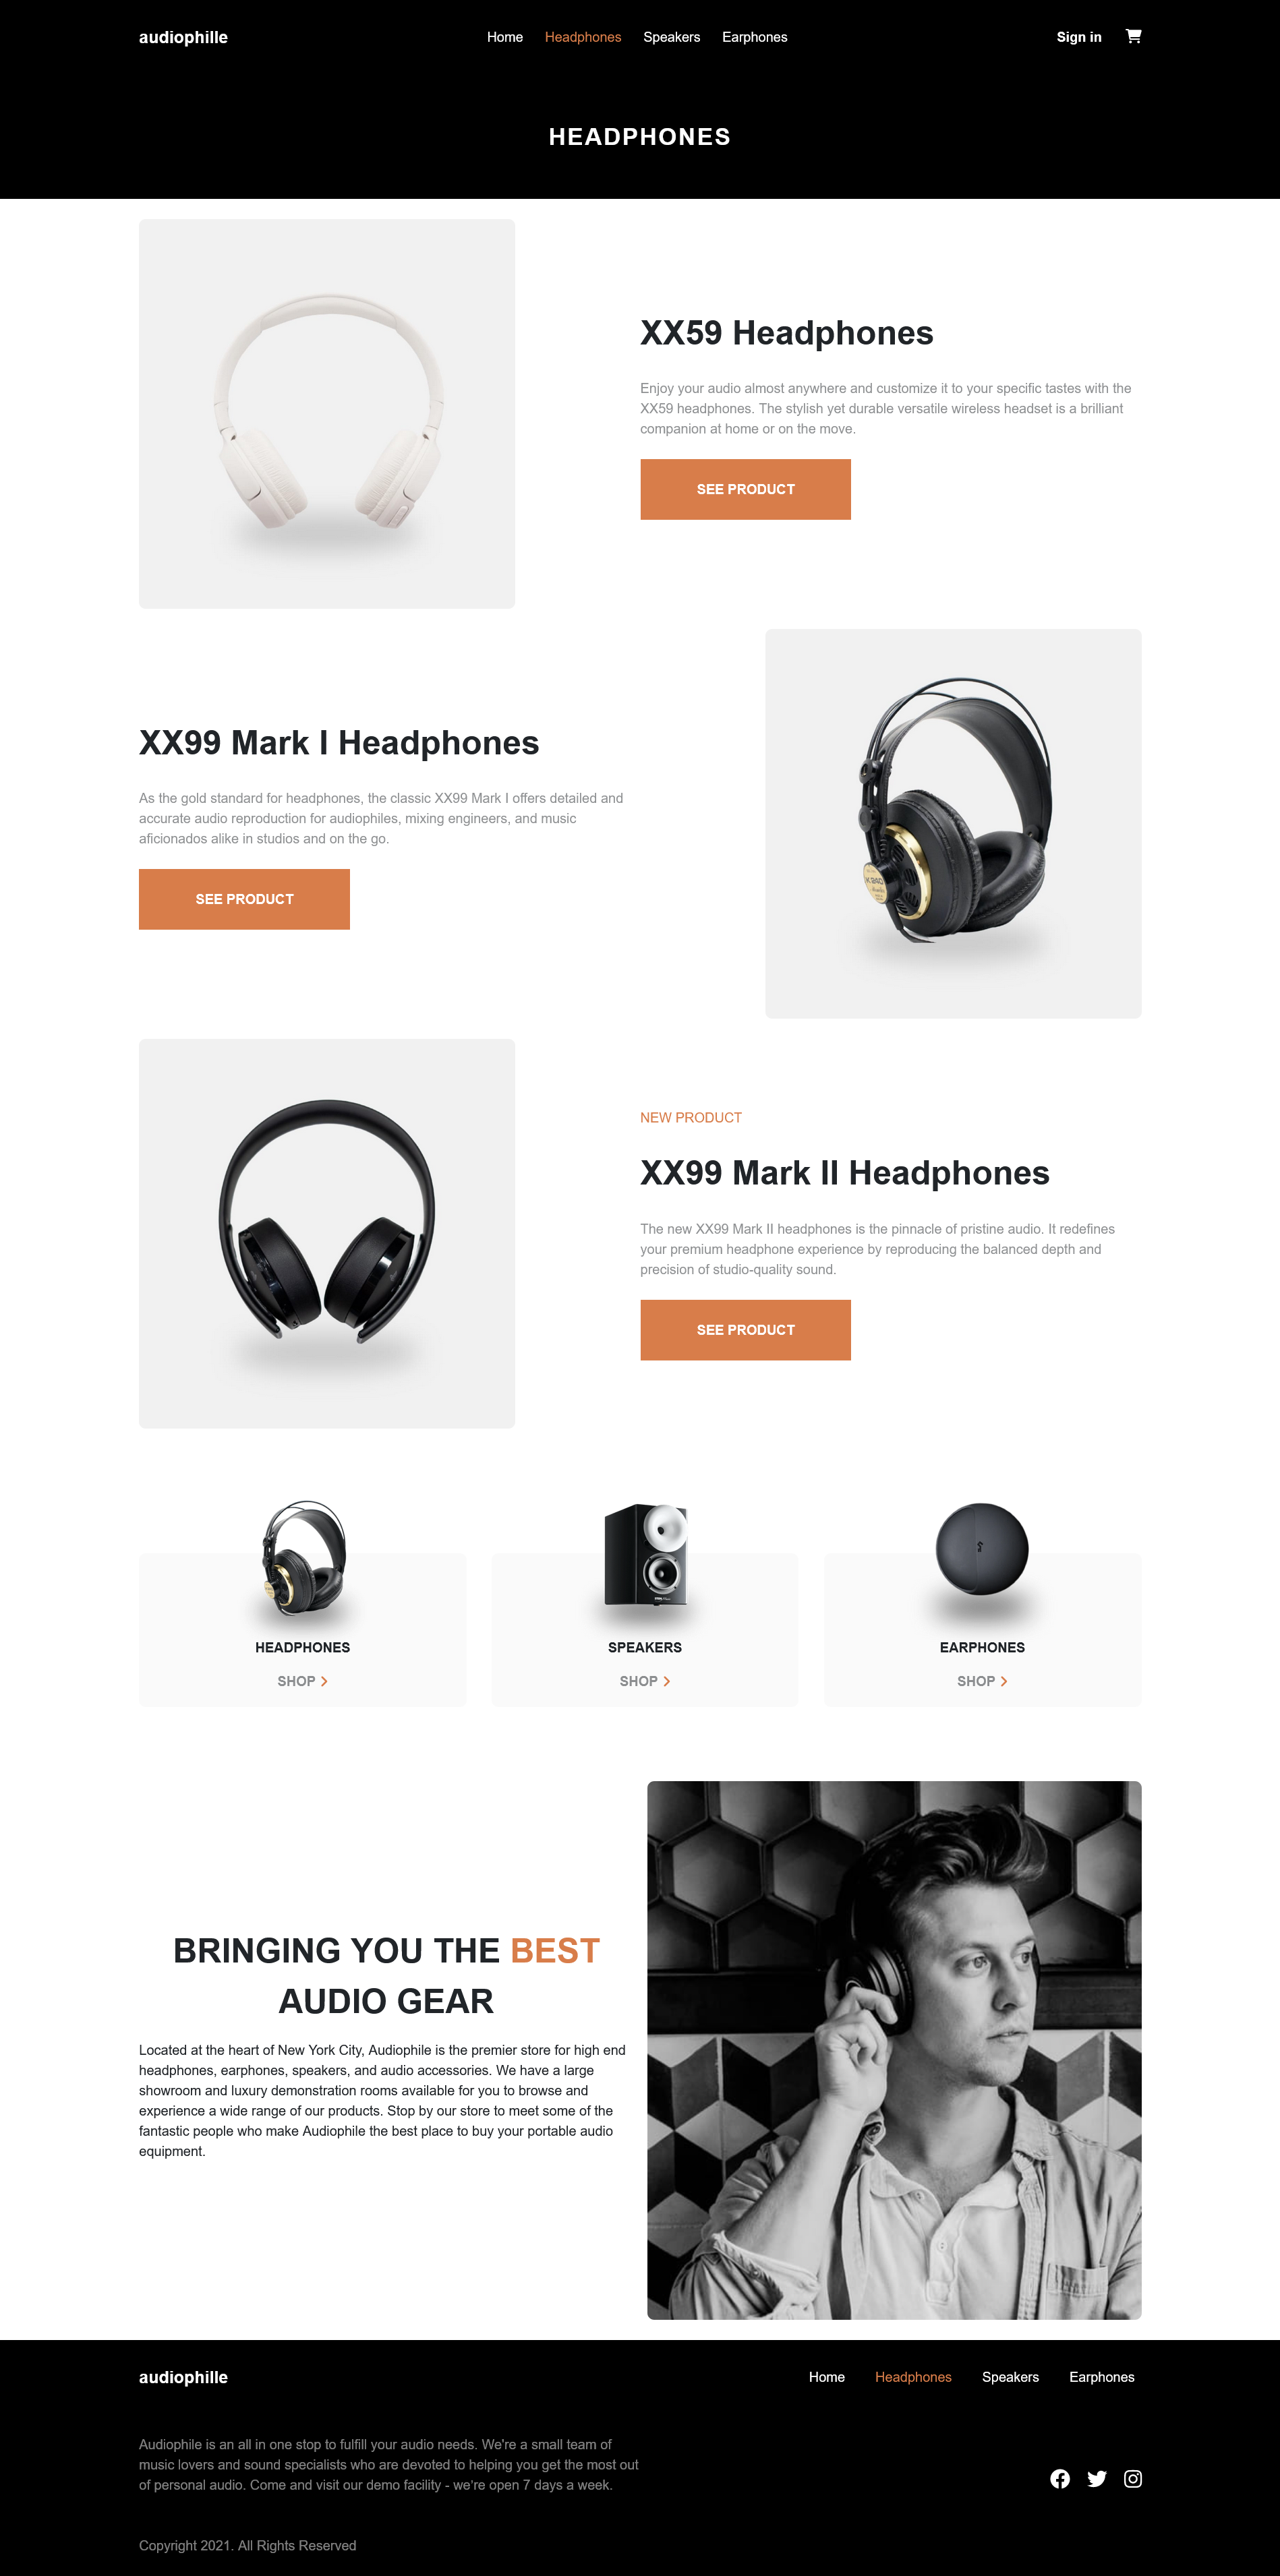 audiophille
Home Headphones Speakers Earphones
Sign in
HEADPHONES
XX59 Headphones
Enjoy your audio almost anywhere and customize it to your specific tastes with the
XX59 headphones. The stylish yet durable versatile wireless headset is a brilliant
companion at home or on the move.
SEE PRODUCT
XX99 Mark I Headphones
As the gold standard for headphones, the classic XX99 Mark I offers detailed and
accurate audio reproduction for audiophiles, mixing engineers, and music
aficionados alike in studios and on the go.
SEE PRODUCT
K 240
NEW PRODUCT
XX99 Mark II Headphones
The new XX99 Mark II headphones is the pinnacle of pristine audio. It redefines
your premium headphone experience by reproducing the balanced depth and
precision of studio-quality sound.
SEE PRODUCT
HEADPHONES
SHOP
SPEAKERS
SHOP
EARPHONES
SHOP
BRINGING YOU THE BEST
AUDIO GEAR
Located at the heart of New York City, Audiophile is the premier store for high end
headphones, earphones, speakers, and audio accessories. We have a large
showroom and luxury demonstration rooms available for you to browse and
experience a wide range of our products. Stop by our store to meet some of the
fantastic people who make Audiophile the best place to buy your portable audio
equipment.
audiophille
Home Headphones Speakers Earphones
Audiophile is an all in one stop to fulfill your audio needs. We're a small team of
music lovers and sound specialists who are devoted to helping you get the most out
of personal audio. Come and visit our demo facility - we're open 7 days a week.
Copyright 2021. All Rights Reserved